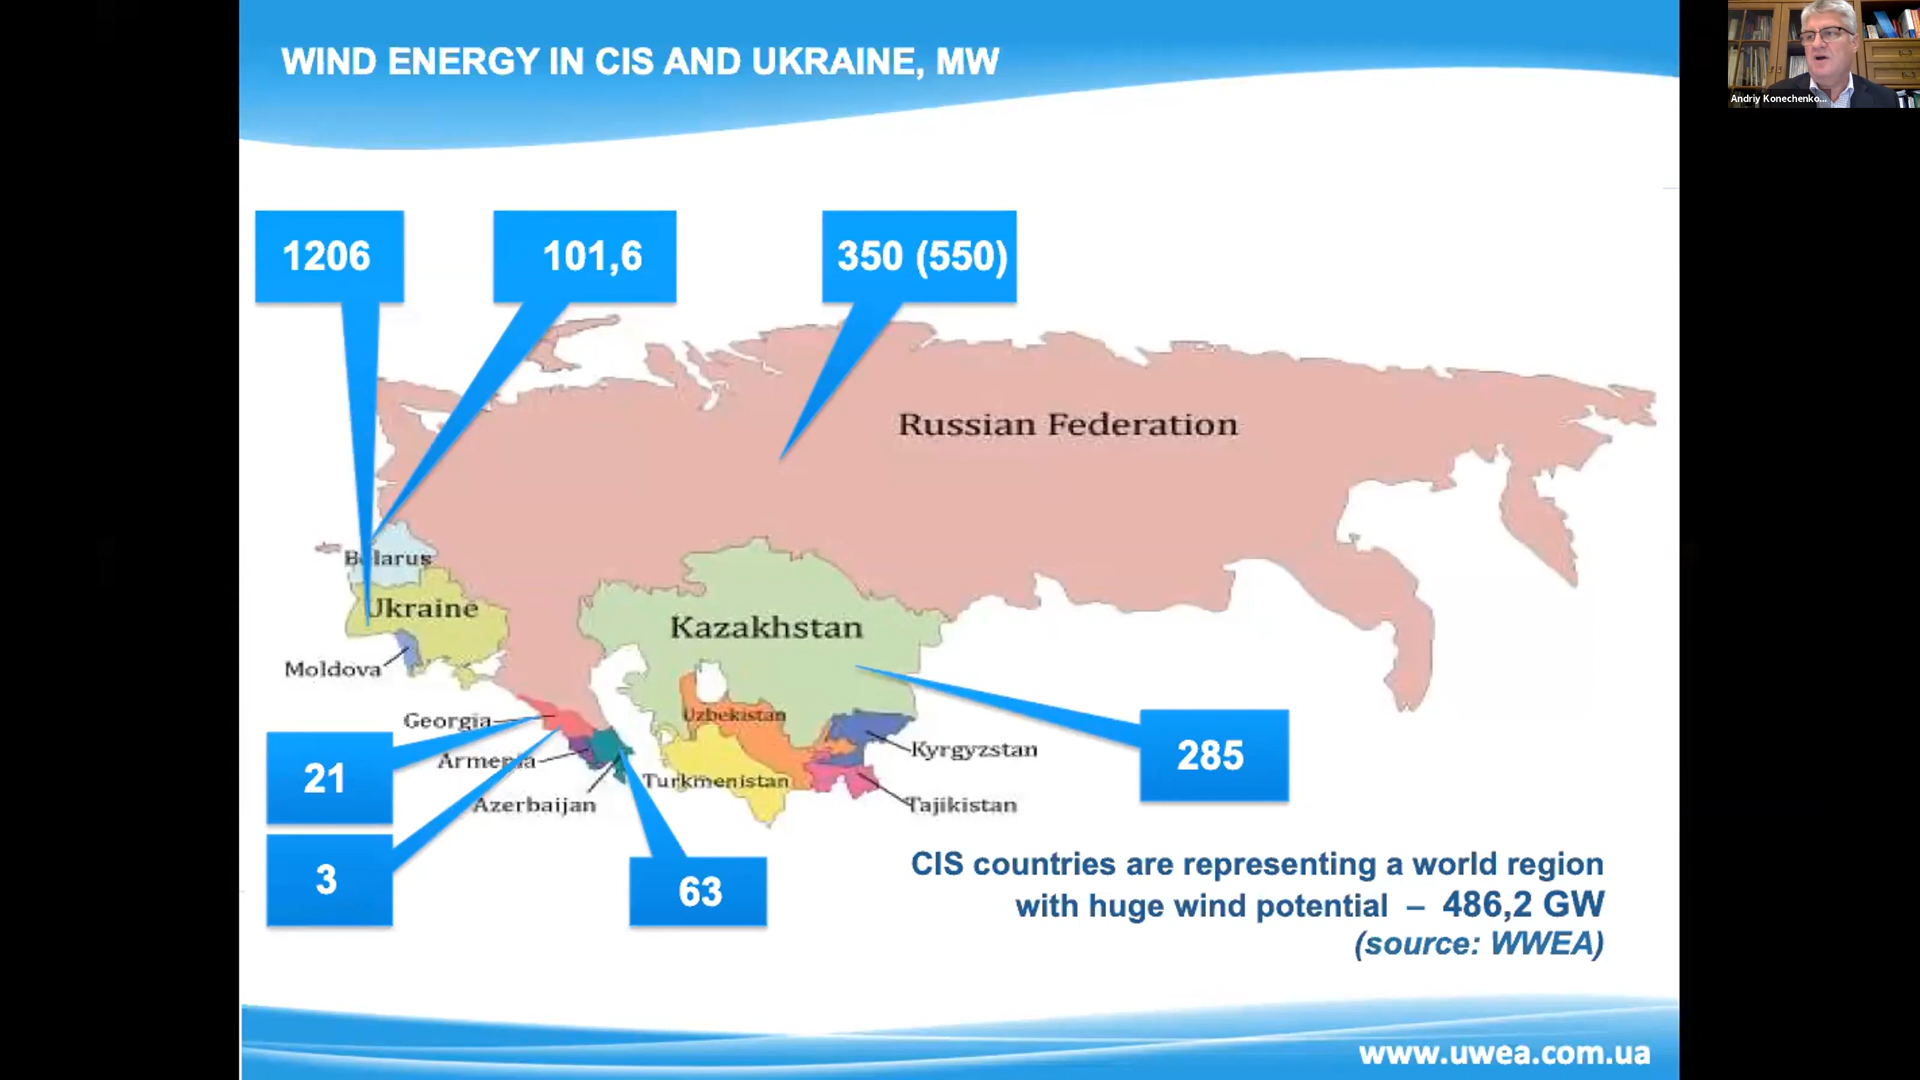 WIND ENERGY IN CIS AND UKRAINE, MW
Andriy Konechenko...
1206
101,6
350 (550)
Russian Federation
Belarus
Ukraine
Kazakhstan
Moldova
Georgia
Uzbekistan
Kyrgyzstan
Armenia
Turkmenistan
Azerbaijan
Tajikistan
21
285
3
63
CIS countries are representing a world region
with huge wind potential – 486,2 GW
(source: WWEA)
www.uwea.com.ua